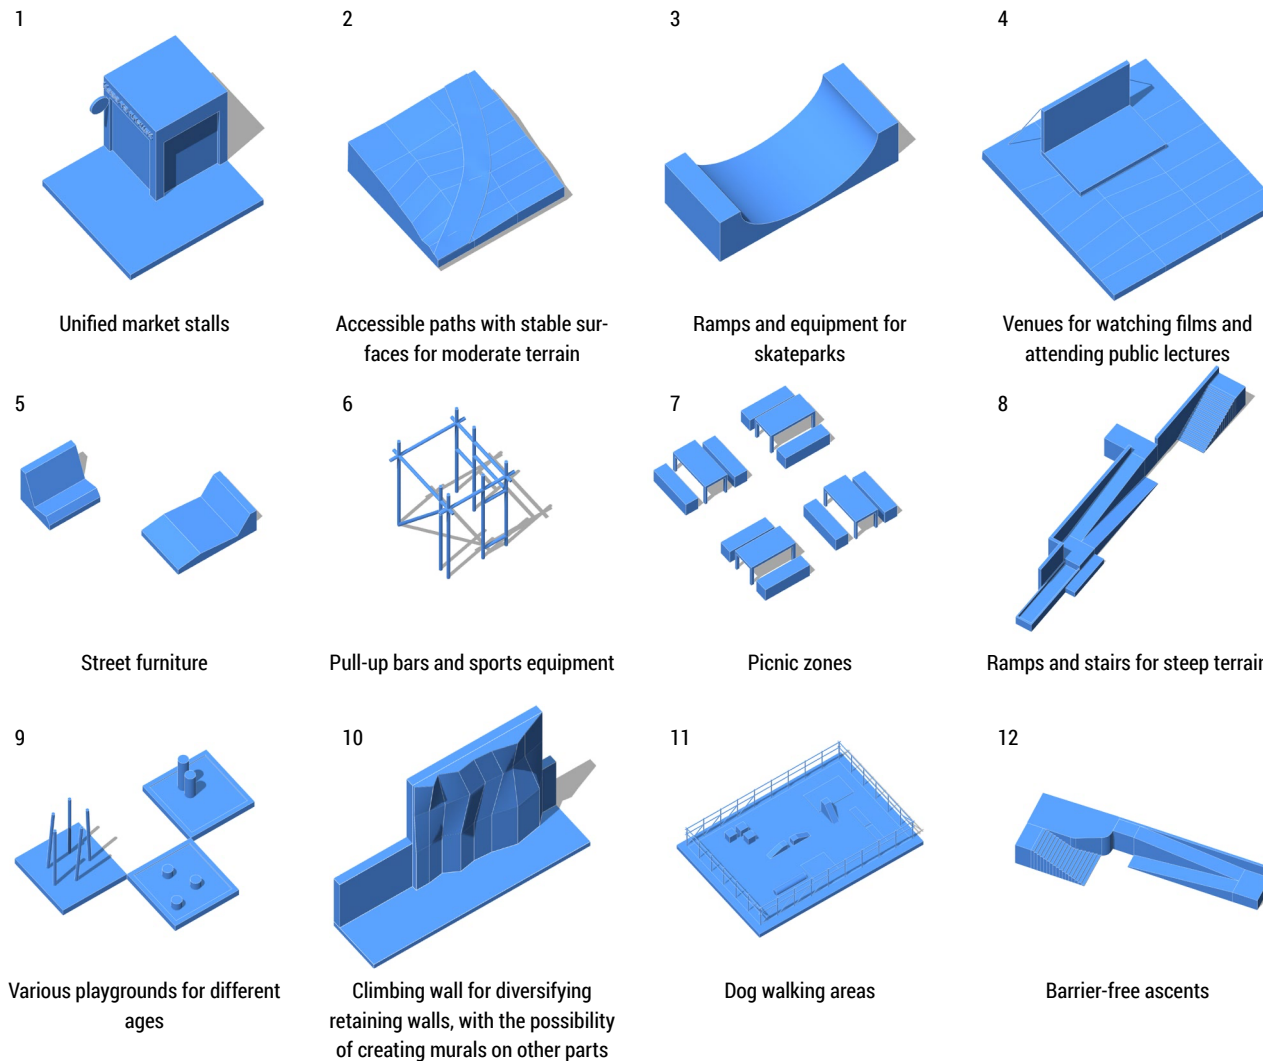 1
2
3
4
Unified market stalls
Accessible paths with stable sur-
faces for moderate terrain
Ramps and equipment for
skateparks
Venues for watching films and
attending public lectures
5
6
7
8
Street furniture
Pull-up bars and sports equipment
Picnic zones
Ramps and stairs for steep terrain
9
10
11
12
Various playgrounds for different
ages
Climbing wall for diversifying
retaining walls, with the possibility
of creating murals on other parts
Dog walking areas
Barrier-free ascents